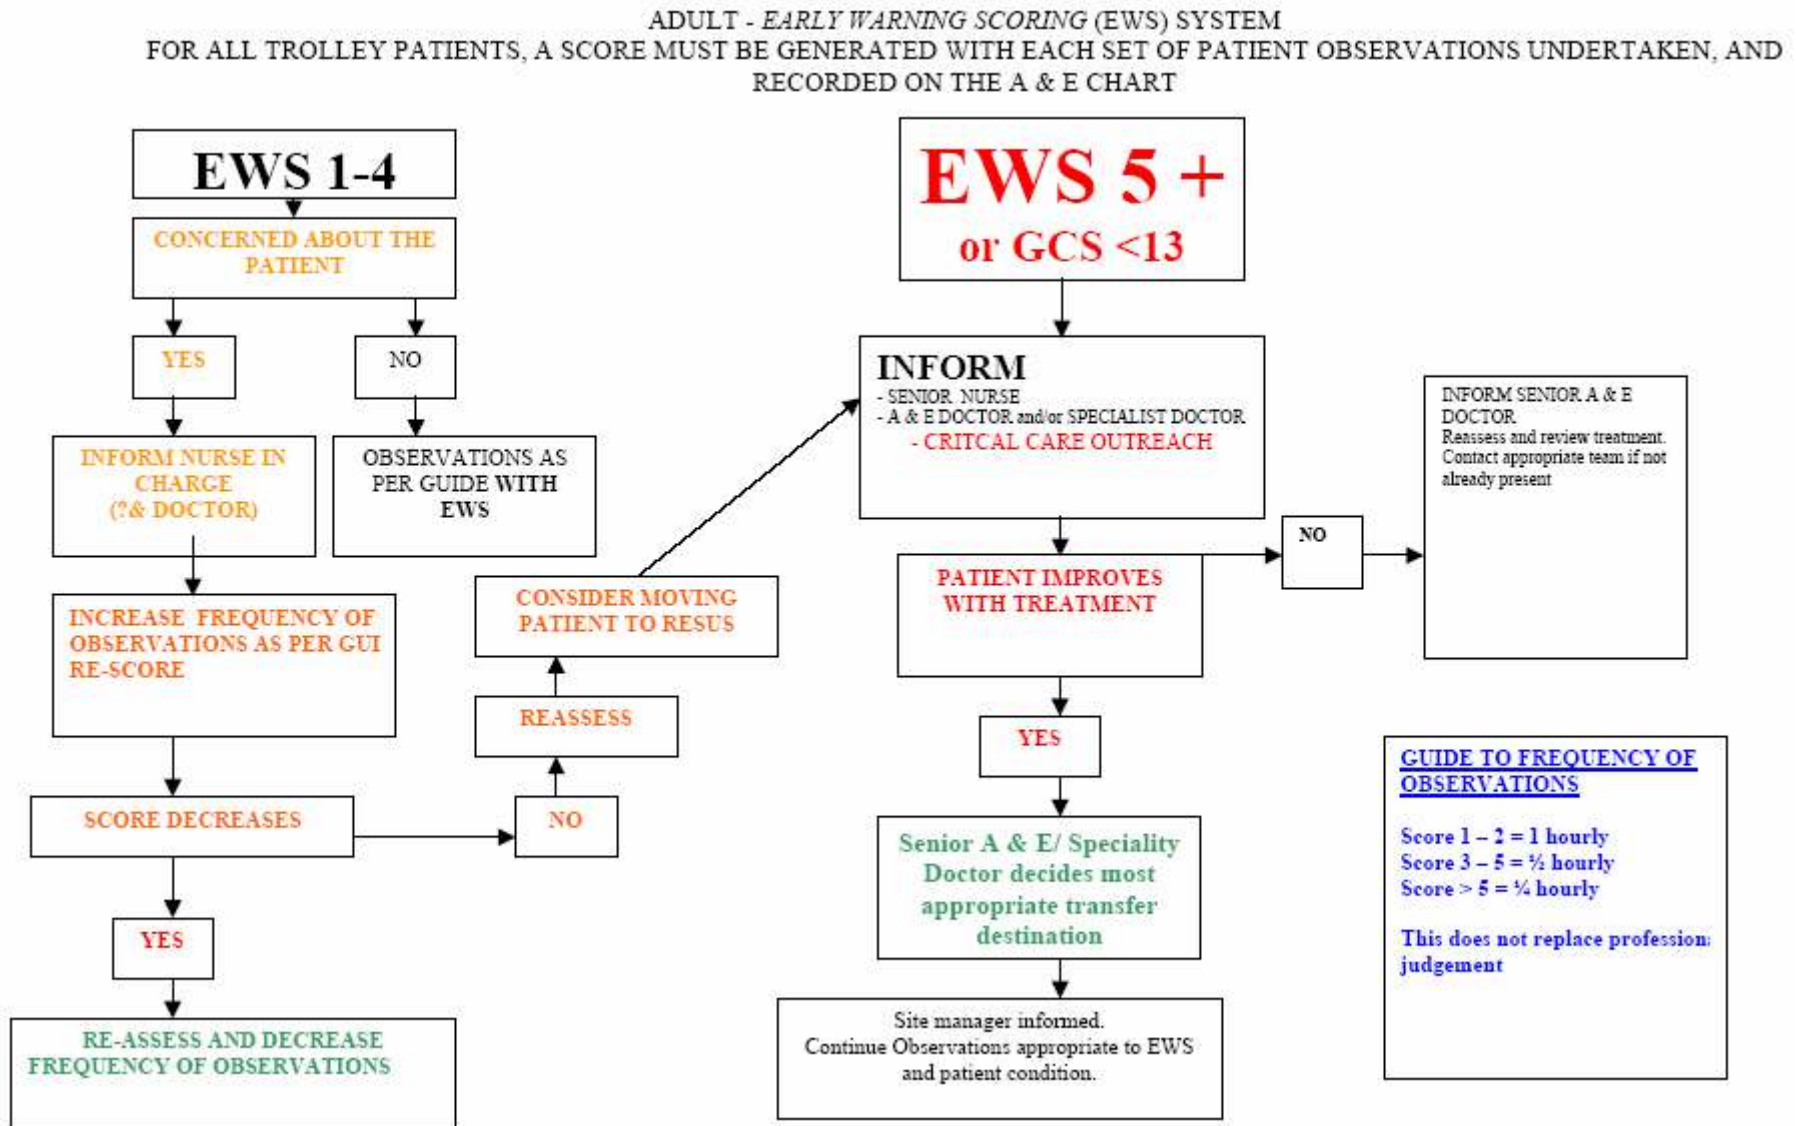 ADULT - EARLY WARNING SCORING (EWS) SYSTEM
FOR ALL TROLLEY PATIENTS, A SCORE MUST BE GENERATED WITH EACH SET OF PATIENT OBSERVATIONS UNDERTAKEN, AND
RECORDED ON THE A & E CHART
EWS 1-4
CONCERNED ABOUT THE
PATIENT
YES
NO
INFORM NURSE IN
CHARGE
(?& DOCTOR)
OBSERVATIONS AS
PER GUIDE WITH
EWS
INCREASE FREQUENCY OF
OBSERVATIONS AS PER GUI
RE-SCORE
SCORE DECREASES
NO
REASSESS
CONSIDER MOVING
PATIENT TO RESUS
YES
RE-ASSESS AND DECREASE
FREQUENCY OF OBSERVATIONS
EWS 5 +
or GCS <13
INFORM
- SENIOR NURSE
- A & E DOCTOR and/or SPECIALIST DOCTOR
- CRITCAL CARE OUTREACH
PATIENT IMPROVES
WITH TREATMENT
NO
INFORM SENIOR A & E
DOCTOR
Reassess and review treatment.
Contact appropriate team if not
already present
YES
Senior A & E/ Speciality
Doctor decides most
appropriate transfer
destination
Site manager informed.
Continue Observations appropriate to EWS
and patient condition.
GUIDE TO FREQUENCY OF
OBSERVATIONS
Score 1 – 2 = 1 hourly
Score 3 – 5 = ½ hourly
Score > 5 = ¼ hourly
This does not replace profession
judgement